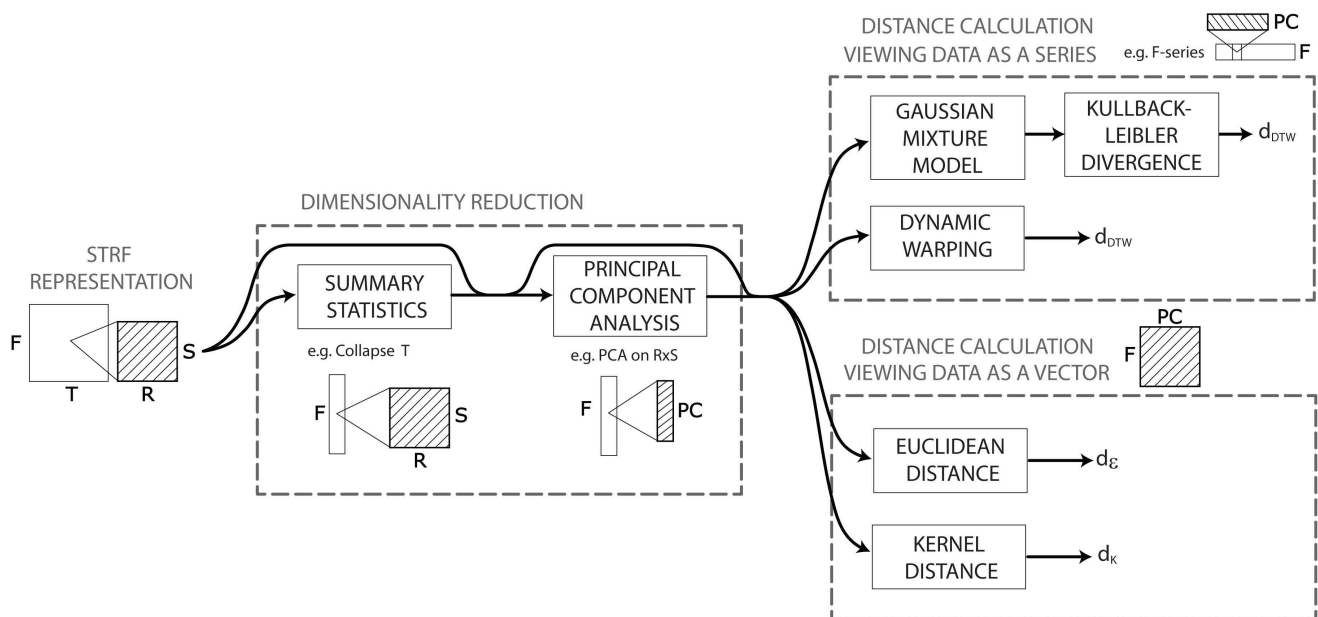 STRF
REPRESENTATION
F
T
R
S
DIMENSIONALITY REDUCTION
SUMMARY
STATISTICS
e.g. Collapse T
F
S
R
PRINCIPAL
COMPONENT
ANALYSIS
e.g. PCA on RxS
F
PC
DISTANCE CALCULATION
VIEWING DATA AS A SERIES
e.g. F-series
PC
F
GAUSSIAN
MIXTURE
MODEL
KULLBACK-
LEIBLER
DIVERGENCE
dDTW
DYNAMIC
WARPING
dDTW
DISTANCE CALCULATION
VIEWING DATA AS A VECTOR
PC
F
EUCLIDEAN
DISTANCE
dε
KERNEL
DISTANCE
dK